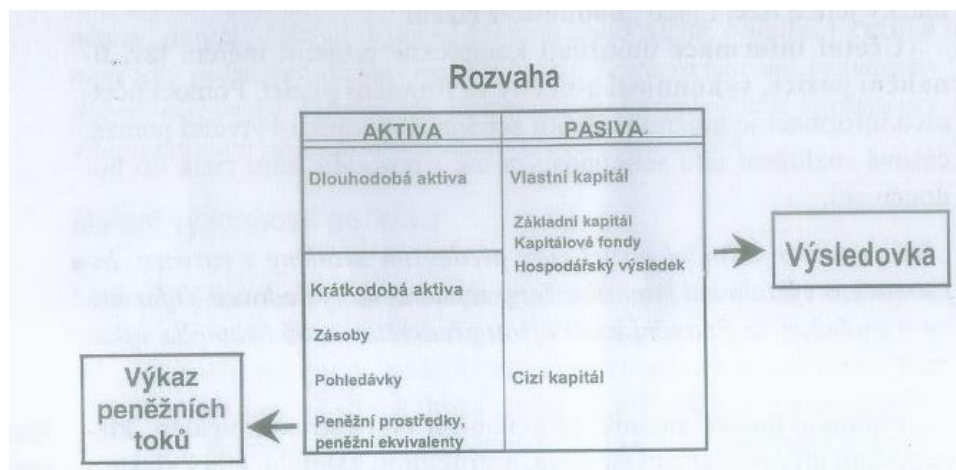 Rozvaha
AKTIVA
PASIVA
Dlouhodobá aktiva
Vlastní kapitál
Základní kapitál
Kapitálové fondy
Hospodářský výsledek
Výsledovka
Krátkodobá aktiva
Zásoby
Pohledávky
Cizí kapitál
Peněžní prostředky,
peněžní ekvivalenty
Výkaz
peněžních
toků